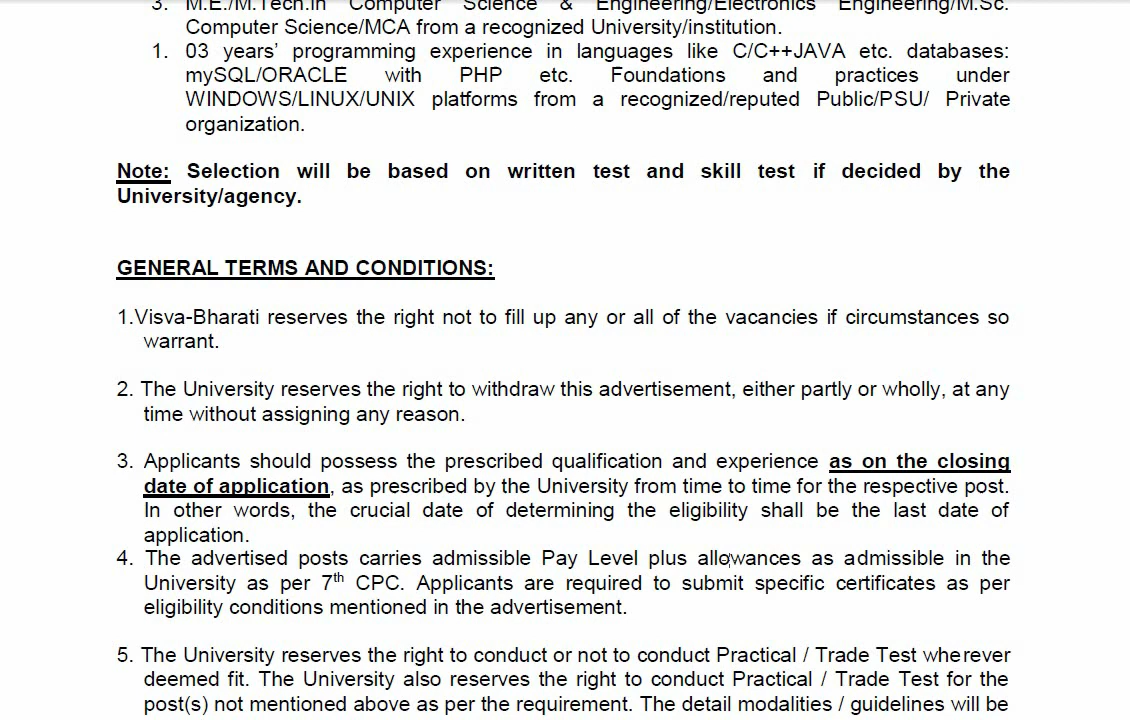 3. M.E./M.Tech.in Computer Science & Engineering/Electronics Engineering/M.Sc.
Computer Science/MCA from a recognized University/institution.
1. 03 years' programming experience in languages like C/C++JAVA etc. databases:
mySQL/ORACLE with PHP etc. Foundations and practices under
WINDOWS/LINUX/UNIX platforms from a recognized/reputed Public/PSU/ Private
organization.
Note: Selection will be based on written test and skill test if decided by the
University/agency.
GENERAL TERMS AND CONDITIONS:
1.Visva-Bharati reserves the right not to fill up any or all of the vacancies if circumstances so
warrant.
2. The University reserves the right to withdraw this advertisement, either partly or wholly, at any
time without assigning any reason.
3. Applicants should possess the prescribed qualification and experience as on the closing
date of application, as prescribed by the University from time to time for the respective post.
In other words, the crucial date of determining the eligibility shall be the last date of
application.
4. The advertised posts carries admissible Pay Level plus allowances as admissible in the
University as per 7th CPC. Applicants are required to submit specific certificates as per
eligibility conditions mentioned in the advertisement.
5. The University reserves the right to conduct or not to conduct Practical / Trade Test wherever
deemed fit. The University also reserves the right to conduct Practical / Trade Test for the
post(s) not mentioned above as per the requirement. The detail modalities / guidelines will be